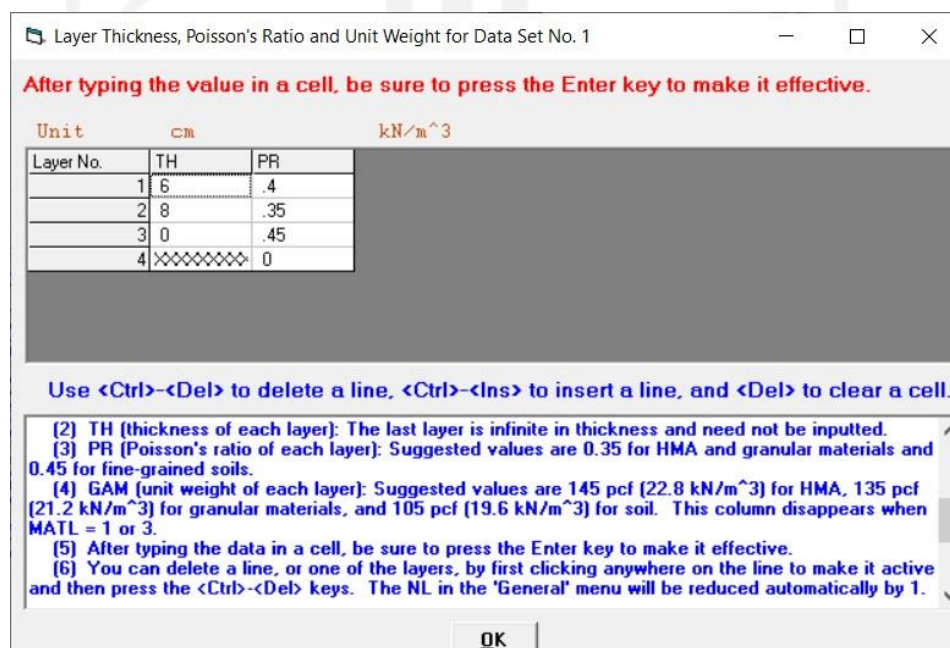 Layer Thickness, Poisson's Ratio and Unit Weight for Data Set No. 1
After typing the value in a cell, be sure to press the Enter key to make it effective.
Unit cm kN/m^3
Layer No. TH PR
1 6 .4
2 8 .35
3 0 .45
4 XXXXXXXXX 0
Use <Ctrl>-<Del> to delete a line, <Ctrl>-<Ins> to insert a line, and <Del> to clear a cell.
(2) TH (thickness of each layer): The last layer is infinite in thickness and need not be inputted.
(3) PR (Poisson's ratio of each layer): Suggested values are 0.35 for HMA and granular materials and
0.45 for fine-grained soils.
(4) GAM (unit weight of each layer): Suggested values are 145 pcf (22.8 kN/m^3) for HMA, 135 pcf
(21.2 kN/m^3) for granular materials, and 105 pcf (19.6 kN/m^3) for soil. This column disappears when
MATL = 1 or 3.
(5) After typing the data in a cell, be sure to press the Enter key to make it effective.
(6) You can delete a line, or one of the layers, by first clicking anywhere on the line to make it active
and then press the <Ctrl>-<Del> keys. The NL in the 'General' menu will be reduced automatically by 1.
OK